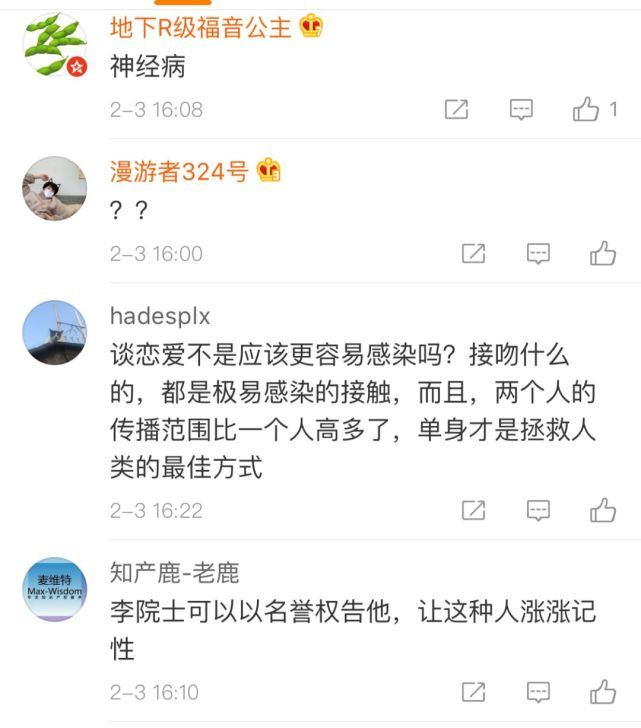 地下R级福音公主
神经病
2-3 16:08
1
漫游者324号
？？
2-3 16:00
hadesplx
谈恋爱不是应该更容易感染吗？接吻什么
的，都是极易感染的接触，而且，两个人的
传播范围比一个人高多了，单身才是拯救人
类的最佳方式
2-3 16:22
麦维特
Max-Wisdom
知产鹿-老鹿
李院士可以以名誉权告他，让这种人涨涨记
性
2-3 16:10